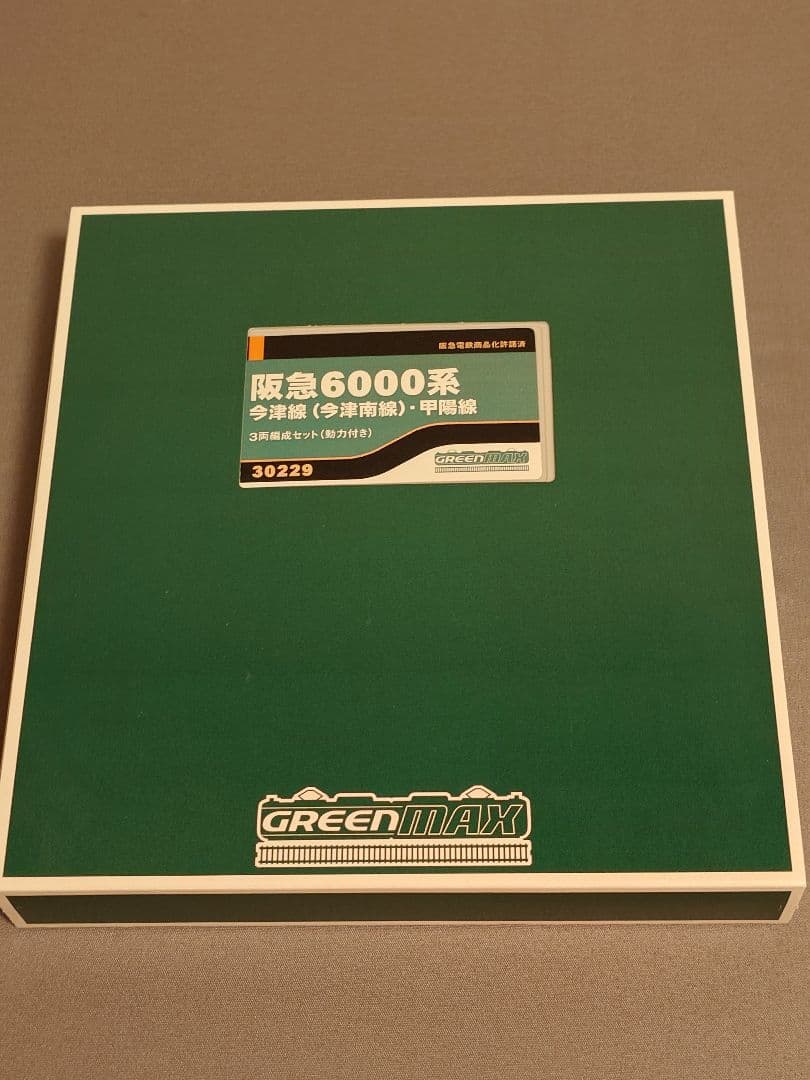 阪急電鉄商品化許諾済
阪急6000系
今津線(今津南線)・甲陽線
3両編成セット(動力付き)
30229
GREENMAX
GREENMAX